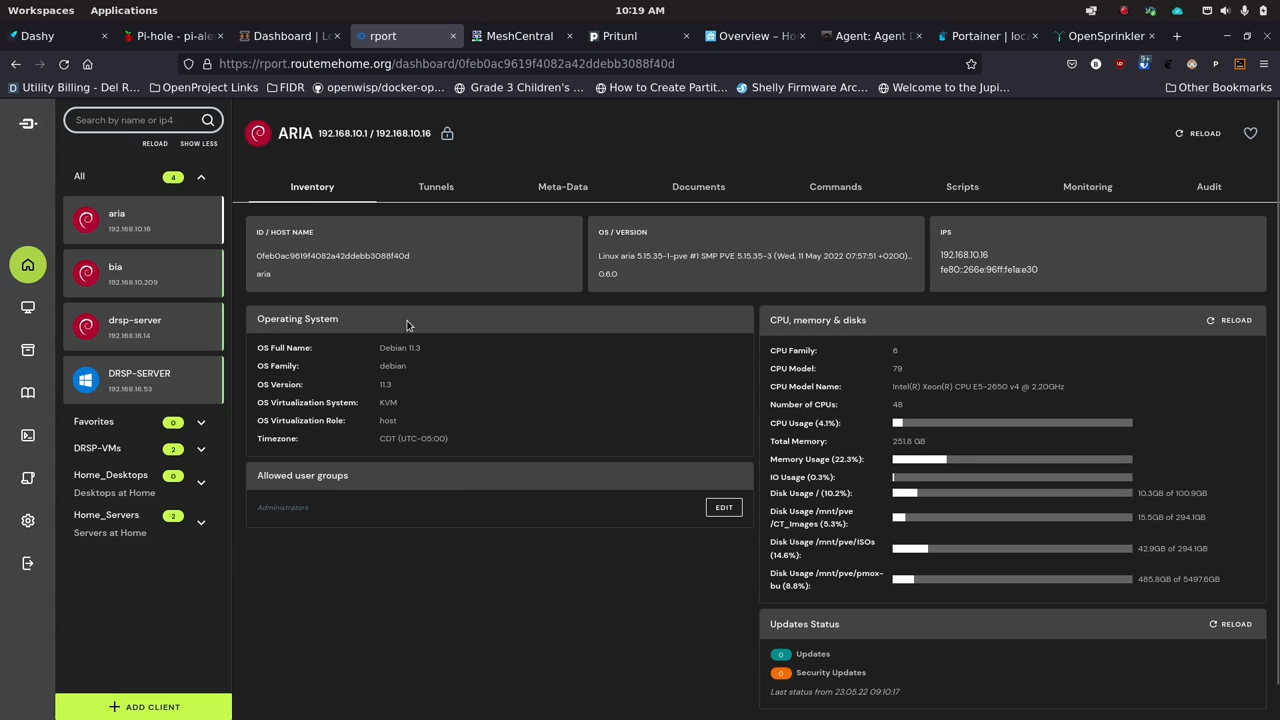 Workspaces Applications 10:19 AM
Dashy
Pi-hole - pi-ale
Dashboard | Lo
rport
MeshCentral
Pritunl
Overview – Ho
Agent: Agent D
Portainer | loca
OpenSprinkler
https://rport.routemehome.org/dashboard/0feb0ac9619f4082a42ddebb3088f40d
Utility Billing - Del R...
OpenProject Links
FIDR
openwisp/docker-op...
Grade 3 Children's ...
How to Create Partit...
Shelly Firmware Arc...
Welcome to the Jupi...
Other Bookmarks
Search by name or ip4
RELOAD SHOW LESS
All 4
aria
192.168.10.16
bia
192.168.10.209
drsp-server
192.168.16.14
DRSP-SERVER
192.168.16.53
Favorites 0
DRSP-VMs 2
Home_Desktops 0
Desktops at Home
Home_Servers 2
Servers at Home
ADD CLIENT
ARIA 192.168.10.1 / 192.168.10.16
RELOAD
Inventory Tunnels Meta-Data Documents Commands Scripts Monitoring Audit
ID / HOST NAME
0feb0ac9619f4082a42ddebb3088f40d
aria
OS / VERSION
Linux aria 5.15.35-1-pve #1 SMP PVE 5.15.35-3 (Wed, 11 May 2022 07:57:51 +0200)...
0.6.0
IPS
192.168.10.16
fe80::266e:96ff:fe1a:e30
Operating System
OS Full Name: Debian 11.3
OS Family: debian
OS Version: 11.3
OS Virtualization System: KVM
OS Virtualization Role: host
Timezone: CDT (UTC-05:00)
Allowed user groups
Administrators
EDIT
CPU, memory & disks
RELOAD
CPU Family: 6
CPU Model: 79
CPU Model Name: Intel(R) Xeon(R) CPU E5-2650 v4 @ 2.20GHz
Number of CPUs: 48
CPU Usage (4.1%):
Total Memory: 251.8 GB
Memory Usage (22.3%):
IO Usage (0.3%):
Disk Usage / (10.2%): 10.3GB of 100.9GB
Disk Usage /mnt/pve
/CT_Images (5.3%): 15.5GB of 294.1GB
Disk Usage /mnt/pve/ISOs
(14.6%): 42.9GB of 294.1GB
Disk Usage /mnt/pve/pmox-
bu (8.8%): 485.8GB of 5497.6GB
Updates Status
RELOAD
0 Updates
0 Security Updates
Last status from 23.05.22 09:10:17